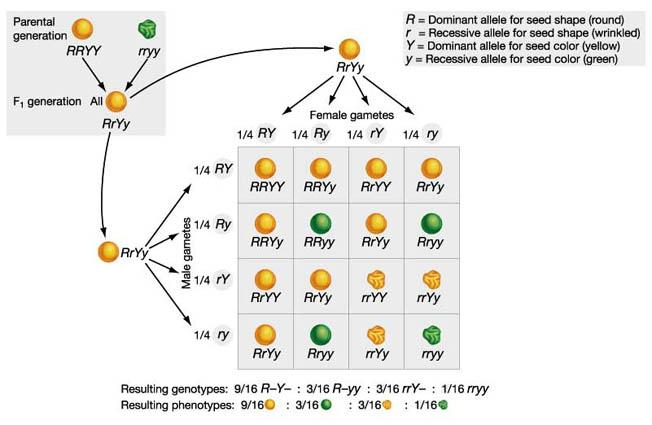 Parental
generation
RRYY rryy
F1 generation All
RrYy
RrYy
R = Dominant allele for seed shape (round)
r = Recessive allele for seed shape (wrinkled)
Y = Dominant allele for seed color (yellow)
y = Recessive allele for seed color (green)
Female gametes
1/4 RY 1/4 Ry 1/4 rY 1/4 ry
Male gametes
RrYy
1/4 RY
RRYY RRYy RrYY RrYy
1/4 Ry
RRYy RRyy RrYy Rryy
1/4 rY
RrYY RrYy rrYY rrYy
1/4 ry
RrYy Rryy rrYy rryy
Resulting genotypes: 9/16 R–Y– : 3/16 R–yy : 3/16 rrY– : 1/16 rryy
Resulting phenotypes: 9/16 : 3/16 : 3/16 : 1/16